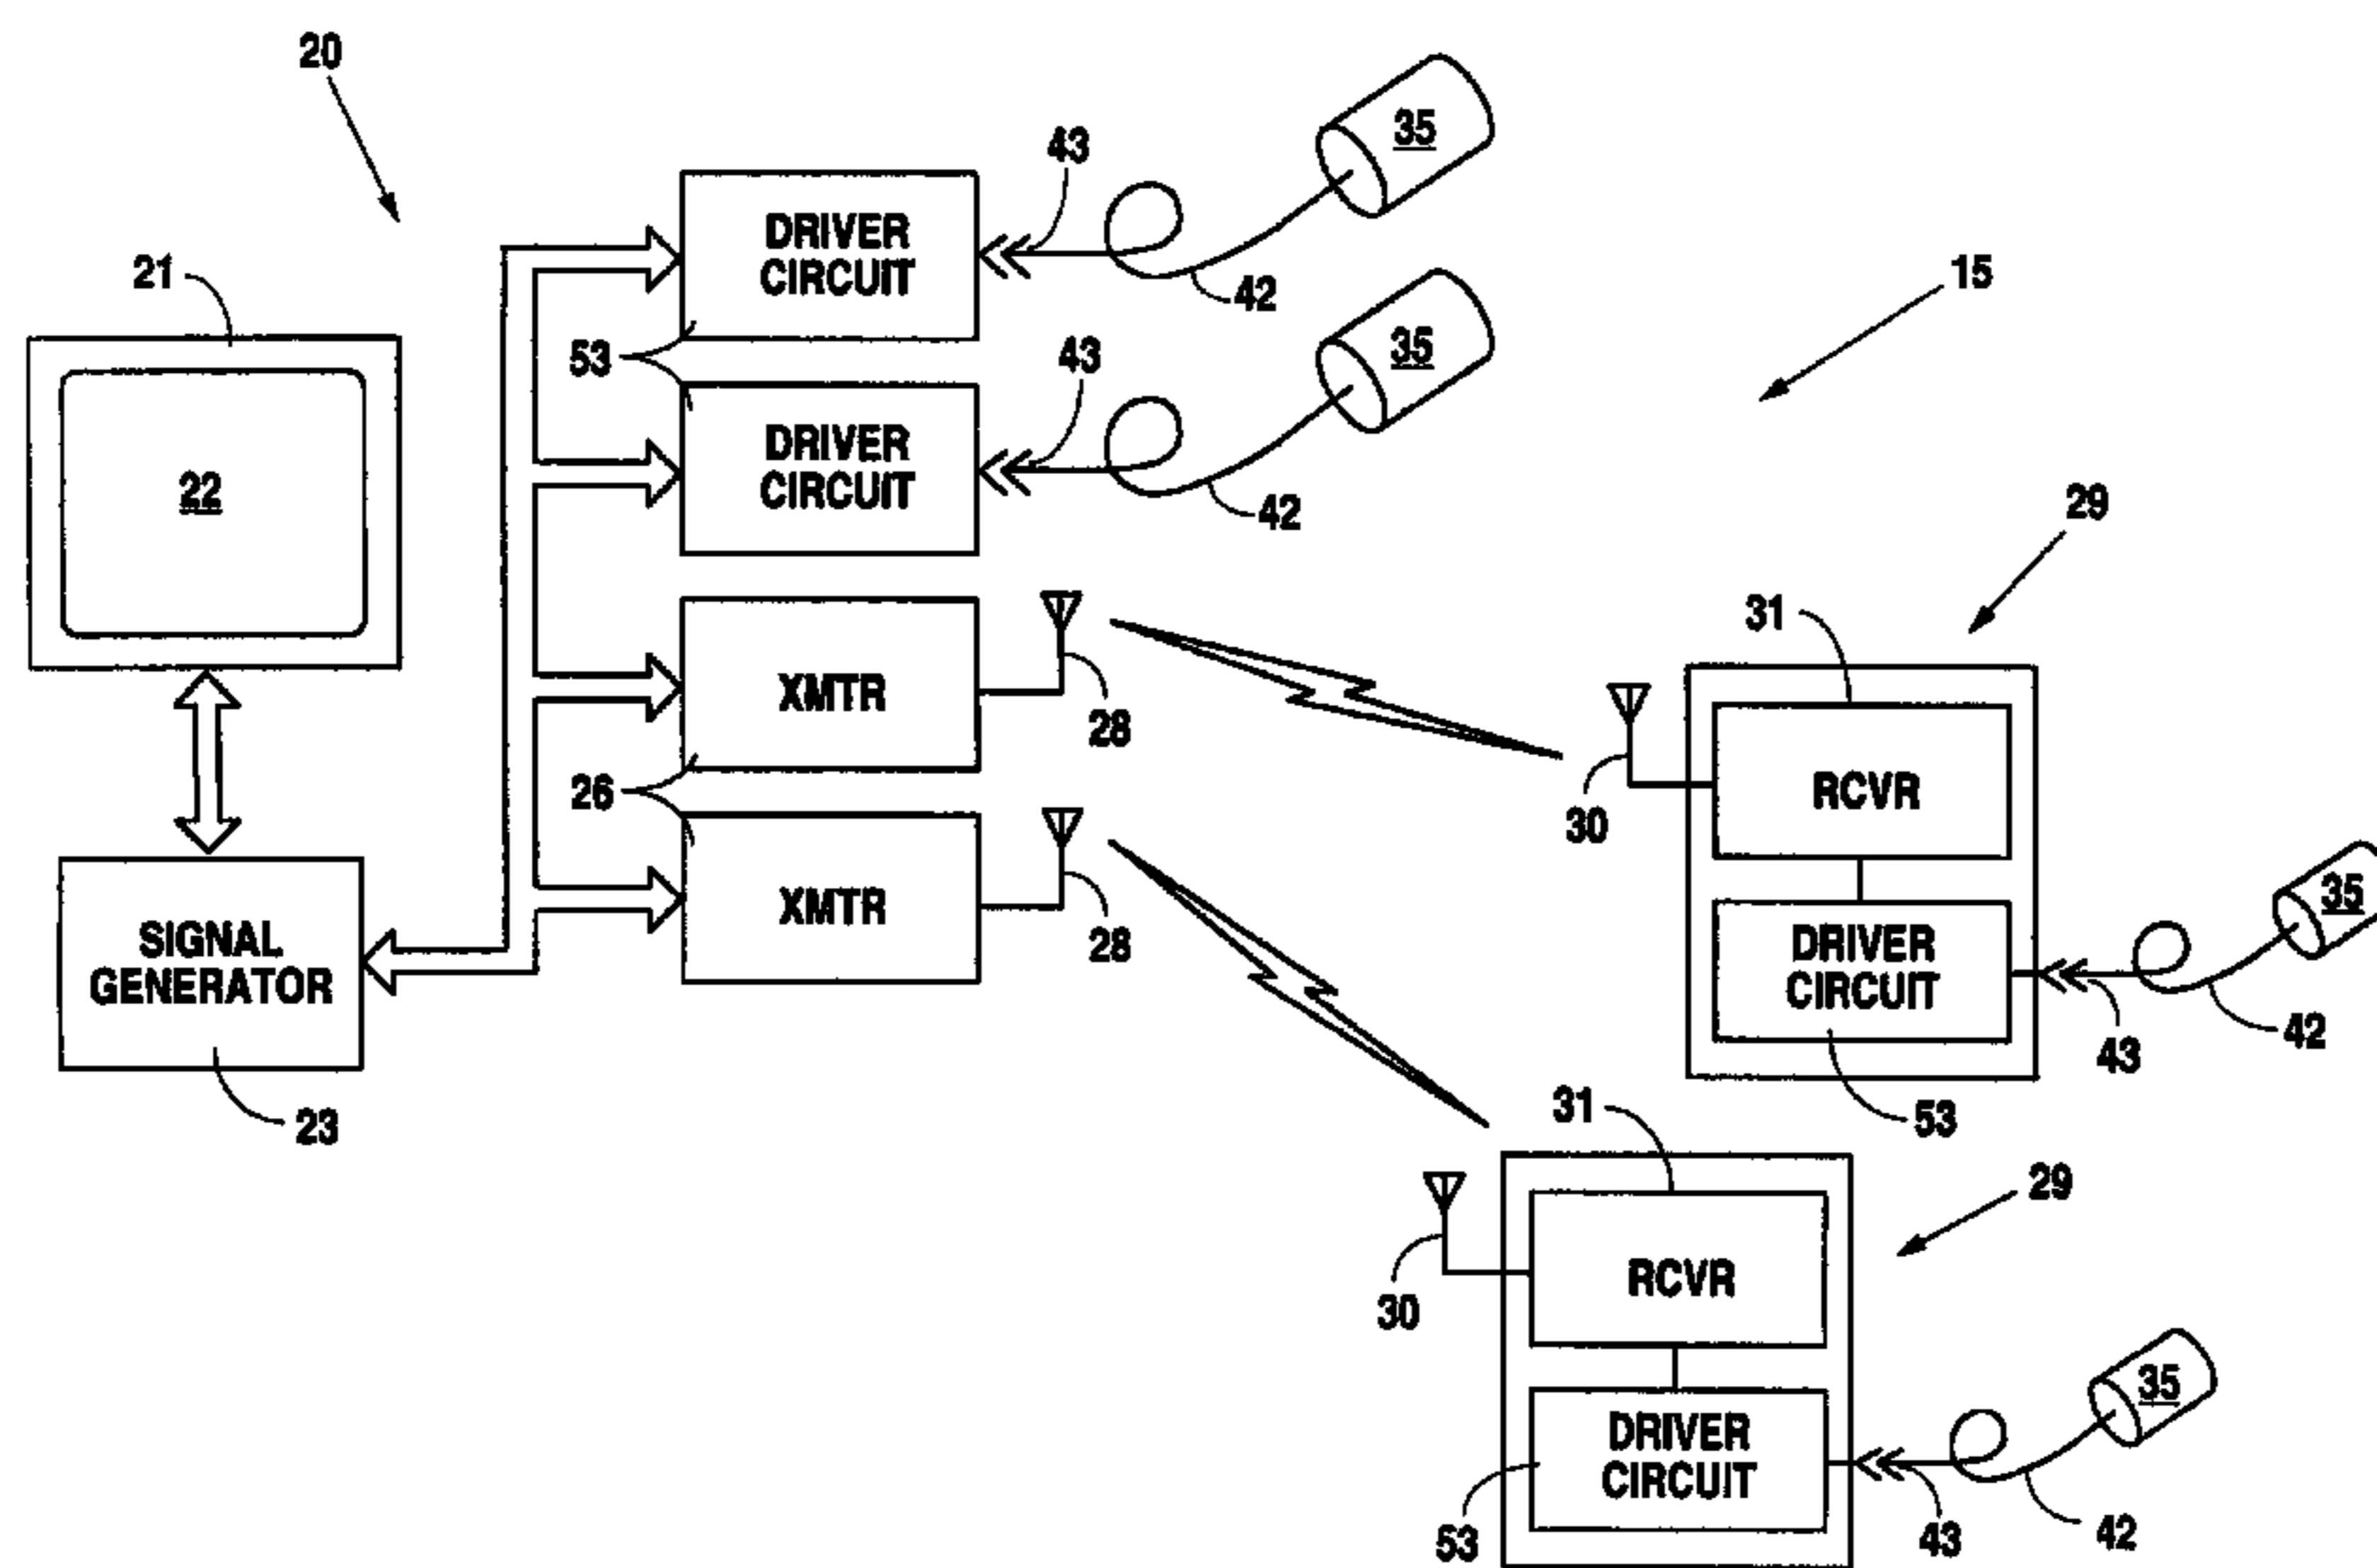 20
21
22
SIGNAL
GENERATOR
23
DRIVER
CIRCUIT
43
42
35
53
DRIVER
CIRCUIT
43
42
35
15
XMTR
28
26
XMTR
28
29
31
30
RCVR
DRIVER
CIRCUIT
53
43
42
35
29
31
30
RCVR
DRIVER
CIRCUIT
53
43
42
35